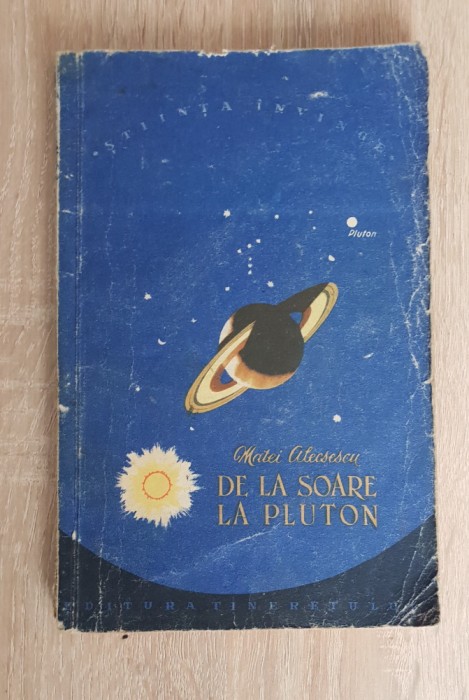 • ȘTIINȚA ÎNVINGE •
Pluton
Matei Alecsescu
DE LA SOARE
LA PLUTON
EDITURA TINERETULUI